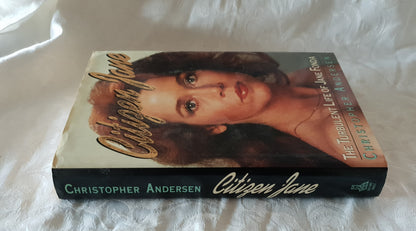 Citizen Jane
THE TURBULENT LIFE OF JANE FONDA
CHRISTOPHER ANDERSEN
CHRISTOPHER ANDERSEN Citizen Jane